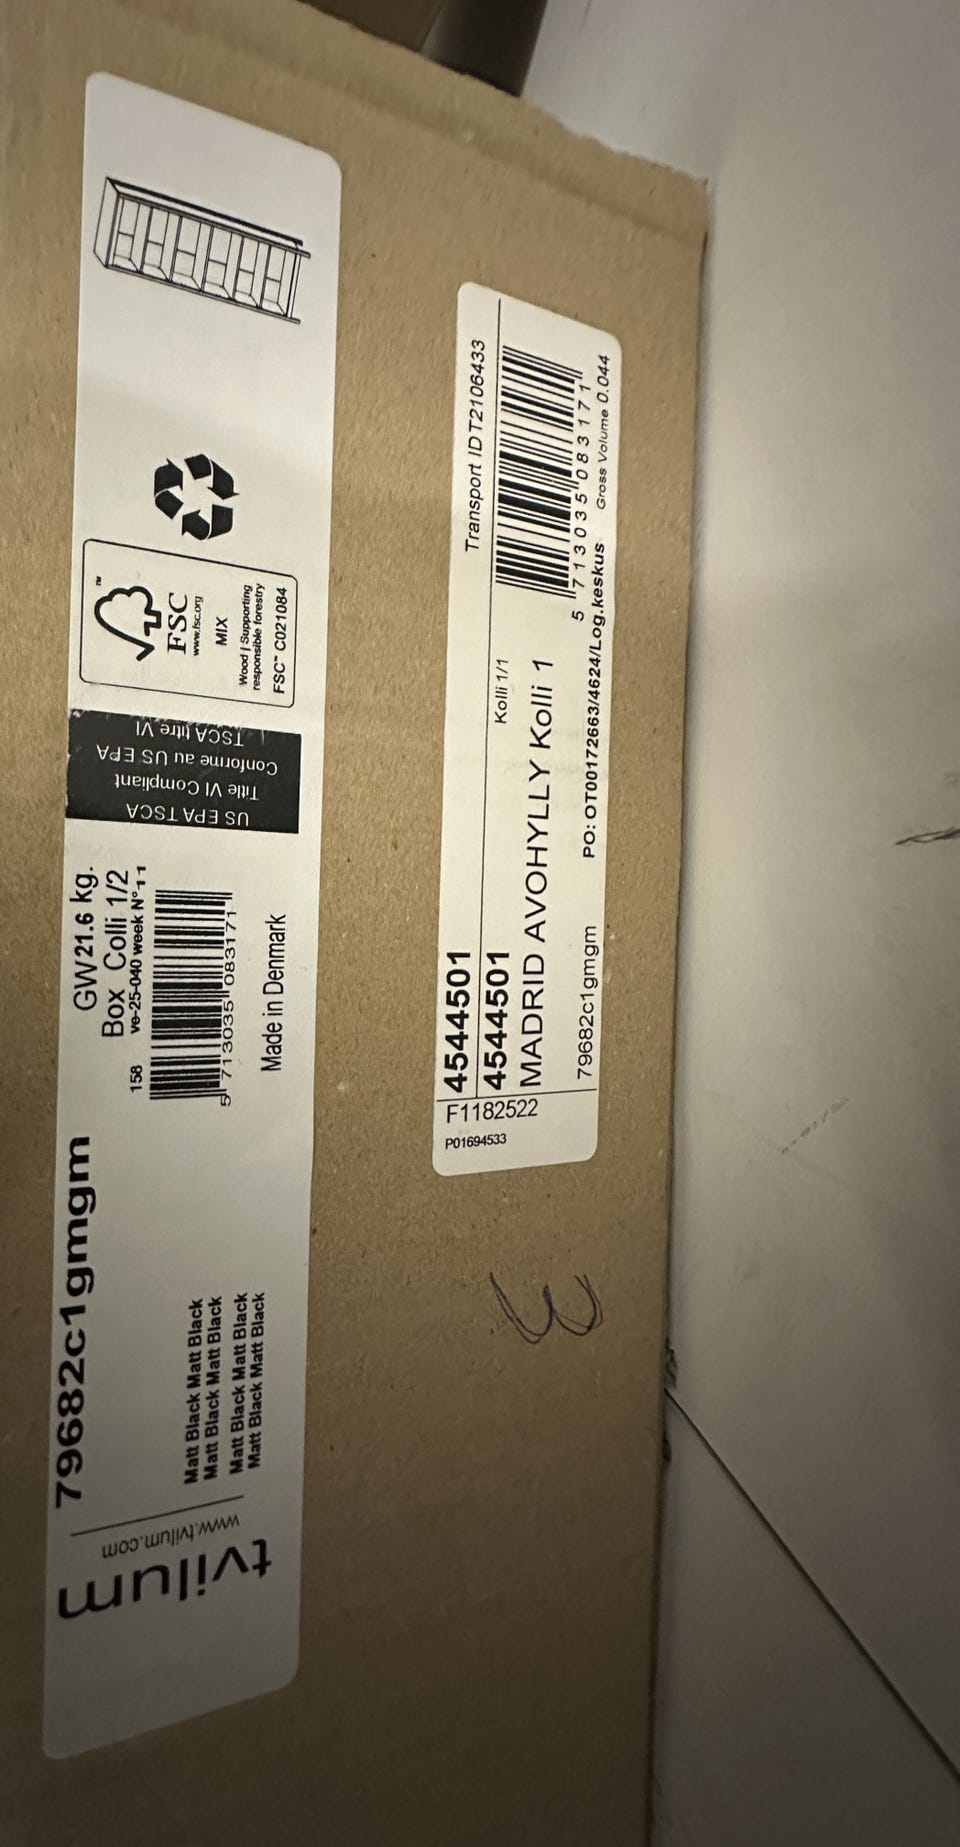 tvilum
www.tvilum.com
79682c1gmgm
Matt Black Matt Black
Matt Black Matt Black
Matt Black Matt Black
Matt Black Matt Black
GW21.6 kg.
Box Colli 1/2
158 ve-25-040 week N°11
5 713035 083171
Made in Denmark
US EPA TSCA
Title VI Compliant
Conforme au US EPA
TSCA titre VI
FSC
www.fsc.org
MIX
Wood | Supporting
responsible forestry
FSC™ C021084
4544501 Transport ID T2106433
4544501 Kolli 1/1
MADRID AVOHYLLY Kolli 1
5 713035 083171
79682c1gmgm PO: OT00172663/4624/Log.keskus Gross Volume 0.044
F1182522
P01694533
3